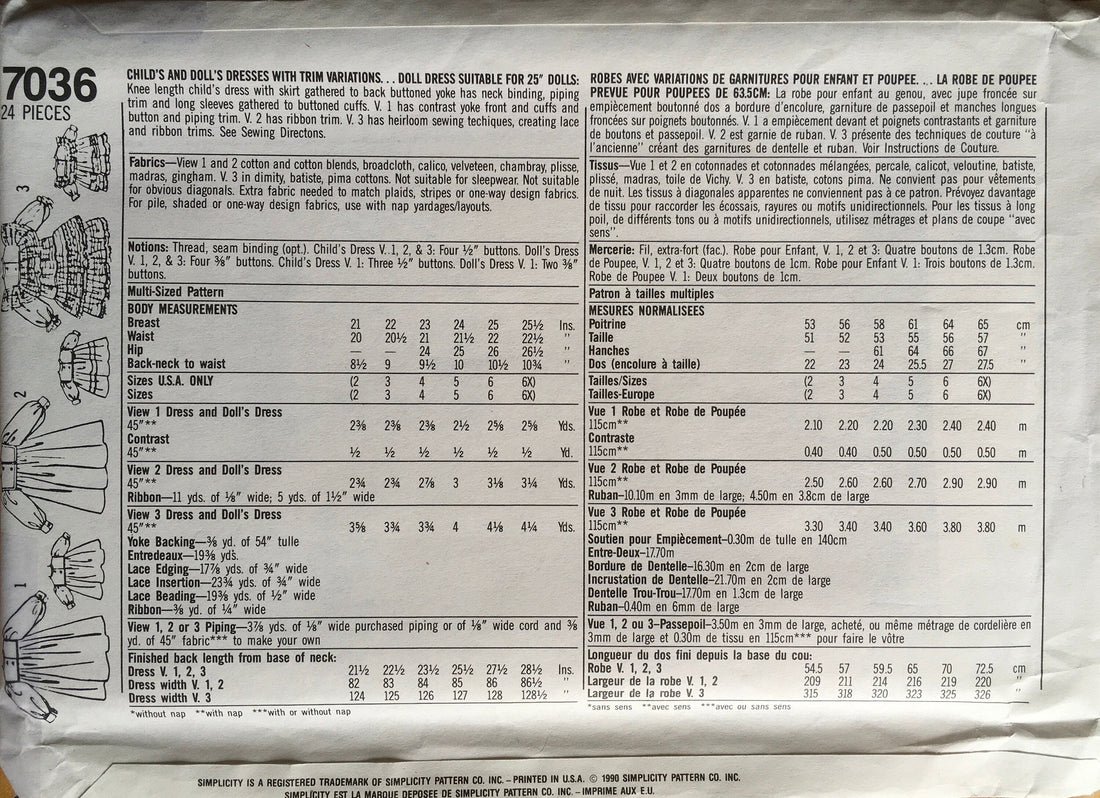 7036
24 PIECES
3
2
1
CHILD'S AND DOLL'S DRESSES WITH TRIM VARIATIONS. . . DOLL DRESS SUITABLE FOR 25" DOLLS:
Knee length child's dress with skirt gathered to back buttoned yoke has neck binding, piping
trim and long sleeves gathered to buttoned cuffs. V. 1 has contrast yoke front and cuffs and
button and piping trim. V. 2 has ribbon trim. V. 3 has heirloom sewing techiques, creating lace
and ribbon trims. See Sewing Directons.
Fabrics—View 1 and 2 cotton and cotton blends, broadcloth, calico, velveteen, chambray, plisse,
madras, gingham. V. 3 in dimity, batiste, pima cottons. Not suitable for sleepwear. Not suitable
for obvious diagonals. Extra fabric needed to match plaids, stripes or one-way design fabrics.
For pile, shaded or one-way design fabrics, use with nap yardages/layouts.
Notions: Thread, seam binding (opt.). Child's Dress V. 1, 2, & 3: Four ½" buttons. Doll's Dress
V. 1, 2, & 3: Four ⅜" buttons. Child's Dress V. 1: Three ½" buttons. Doll's Dress V. 1: Two ⅜"
buttons.
Multi-Sized Pattern
BODY MEASUREMENTS
Breast 21 22 23 24 25 25½ Ins.
Waist 20 20½ 21 21½ 22 22½ "
Hip — — 24 25 26 26½ "
Back-neck to waist 8½ 9 9½ 10 10½ 10¾ "
Sizes U.S.A. ONLY (2 3 4 5 6 6X)
Sizes (2 3 4 5 6 6X)
View 1 Dress and Doll's Dress
45"** 2⅜ 2⅜ 2⅜ 2½ 2⅝ 2⅝ Yds.
Contrast
45"** ½ ½ ½ ½ ½ ½ Yd.
View 2 Dress and Doll's Dress
45"** 2¾ 2¾ 2⅞ 3 3⅛ 3¼ Yds.
Ribbon—11 yds. of ⅛" wide; 5 yds. of 1½" wide
View 3 Dress and Doll's Dress
45"** 3⅝ 3¾ 3¾ 4 4⅛ 4¼ Yds.
Yoke Backing—⅜ yd. of 54" tulle
Entredeaux—19⅜ yds.
Lace Edging—17⅞ yds. of ¾" wide
Lace Insertion—23¾ yds. of ¾" wide
Lace Beading—19⅜ yds. of ½" wide
Ribbon—⅜ yd. of ¼" wide
View 1, 2 or 3 Piping—3⅞ yds. of ⅛" wide purchased piping or of ⅛" wide cord and ⅜
yd. of 45" fabric*** to make your own
Finished back length from base of neck:
Dress V. 1, 2, 3 21½ 22½ 23½ 25½ 27½ 28½ Ins.
Dress width V. 1, 2 82 83 84 85 86 86½ "
Dress width V. 3 124 125 126 127 128 128½ "
*without nap **with nap ***with or without nap
ROBES AVEC VARIATIONS DE GARNITURES POUR ENFANT ET POUPEE. . . LA ROBE DE POUPEE
PREVUE POUR POUPEES DE 63.5CM: La robe pour enfant au genou, avec jupe froncée sur
empiècement boutonné dos a bordure d'encolure, garniture de passepoil et manches longues
froncées sur poignets boutonnés. V. 1 a empiècement devant et poignets contrastants et garniture
de boutons et passepoil. V. 2 est garnie de ruban. V. 3 présente des techniques de couture "à
l'ancienne" créant des garnitures de dentelle et ruban. Voir Instructions de Couture.
Tissus—Vue 1 et 2 en cotonnades et cotonnades mélangées, percale, calicot, veloutine, batiste,
plissé, madras, toile de Vichy. V. 3 en batiste, cotons pima. Ne convient pas pour vêtements
de nuit. Les tissus à diagonales apparentes ne conviennent pas à ce patron. Prévoyez davantage
de tissu pour raccorder les écossais, rayures ou motifs unidirectionnels. Pour les tissus à long
poil, de différents tons ou à motifs unidirectionnels, utilisez métrages et plans de coupe "avec
sens".
Mercerie: Fil, extra-fort (fac.). Robe pour Enfant, V. 1, 2 et 3: Quatre boutons de 1.3cm. Robe
de Poupee, V. 1, 2 et 3: Quatre boutons de 1cm. Robe pour Enfant V. 1: Trois boutons de 1.3cm.
Robe de Poupee V. 1: Deux boutons de 1cm.
Patron à tailles multiples
MESURES NORMALISEES
Poitrine 53 56 58 61 64 65 cm
Taille 51 52 53 55 56 57 "
Hanches — — 61 64 66 67 "
Dos (encolure à taille) 22 23 24 25.5 27 27.5 "
Tailles/Sizes (2 3 4 5 6 6X)
Tailles-Europe (2 3 4 5 6 6X)
Vue 1 Robe et Robe de Poupée
115cm** 2.10 2.20 2.20 2.30 2.40 2.40 m
Contraste
115cm** 0.40 0.40 0.50 0.50 0.50 0.50 m
Vue 2 Robe et Robe de Poupée
115cm** 2.50 2.60 2.60 2.70 2.90 2.90 m
Ruban—10.10m en 3mm de large; 4.50m en 3.8cm de large
Vue 3 Robe et Robe de Poupée
115cm** 3.30 3.40 3.40 3.60 3.80 3.80 m
Soutien pour Empiècement—0.30m de tulle en 140cm
Entre-Deux—17.70m
Bordure de Dentelle—16.30m en 2cm de large
Incrustation de Dentelle—21.70m en 2cm de large
Dentelle Trou-Trou—17.70m en 1.3cm de large
Ruban—0.40m en 6mm de large
Vue 1, 2 ou 3—Passepoil—3.50m en 3mm de large, acheté, ou même métrage de cordelière en
3mm de large et 0.30m de tissu en 115cm*** pour faire le vôtre
Longueur du dos fini depuis la base du cou:
Robe V. 1, 2, 3 54.5 57 59.5 65 70 72.5 cm
Largeur de la robe V. 1, 2 209 211 214 216 219 220 "
Largeur de la robe V. 3 315 318 320 323 325 326 "
*sans sens **avec sens ***avec ou sans sens
SIMPLICITY IS A REGISTERED TRADEMARK OF SIMPLICITY PATTERN CO. INC. – PRINTED IN U.S.A. © 1990 SIMPLICITY PATTERN CO. INC.
SIMPLICITY EST LA MARQUE DEPOSEE DE SIMPLICITY PATTERN CO. INC. – IMPRIME AUX E.U.